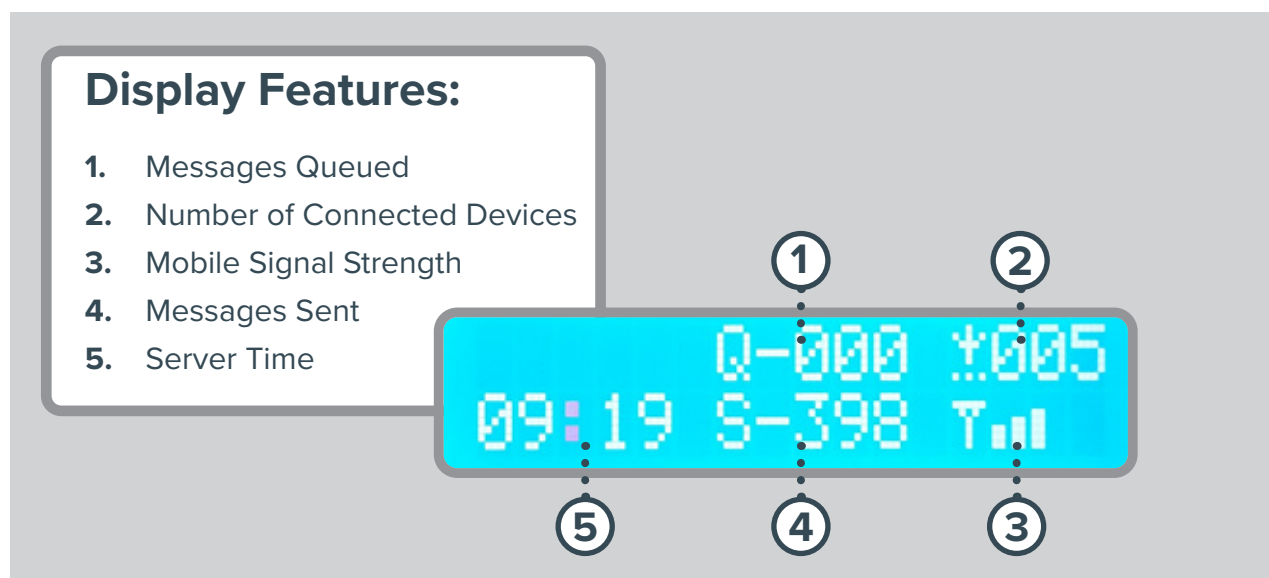 Display Features:
1. Messages Queued
2. Number of Connected Devices
3. Mobile Signal Strength
4. Messages Sent
5. Server Time
1 2
Q-000 005
09:19 S-398
5 4 3